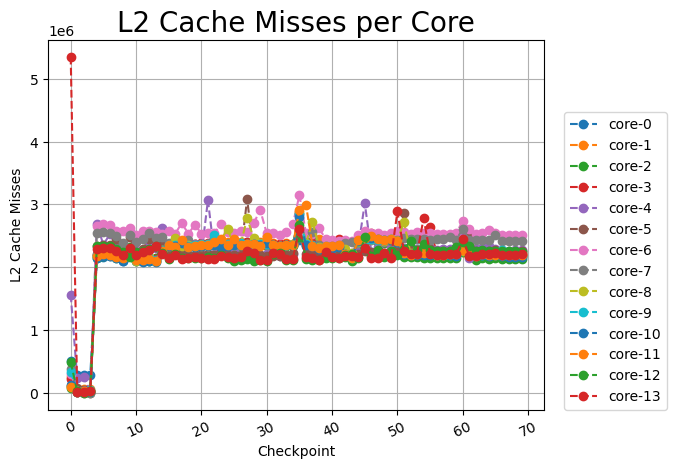 L2 Cache Misses per Core
1e6
5
4
3
2
1
0
L2 Cache Misses
0
10
20
30
40
50
60
70
Checkpoint
core-0
core-1
core-2
core-3
core-4
core-5
core-6
core-7
core-8
core-9
core-10
core-11
core-12
core-13